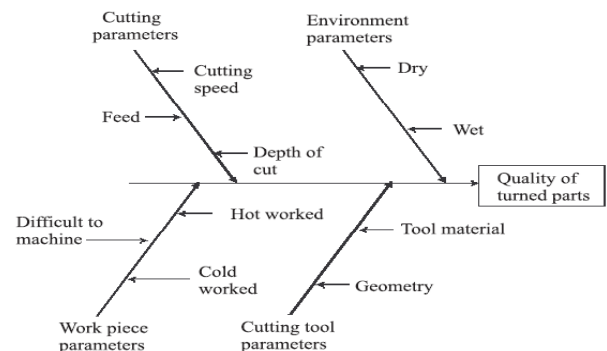 Cutting
parameters
Environment
parameters
Cutting
speed
Dry
Feed
Wet
Depth of
cut
Quality of
turned parts
Difficult to
machine
Hot worked
Tool material
Cold
worked
Geometry
Work piece
parameters
Cutting tool
parameters